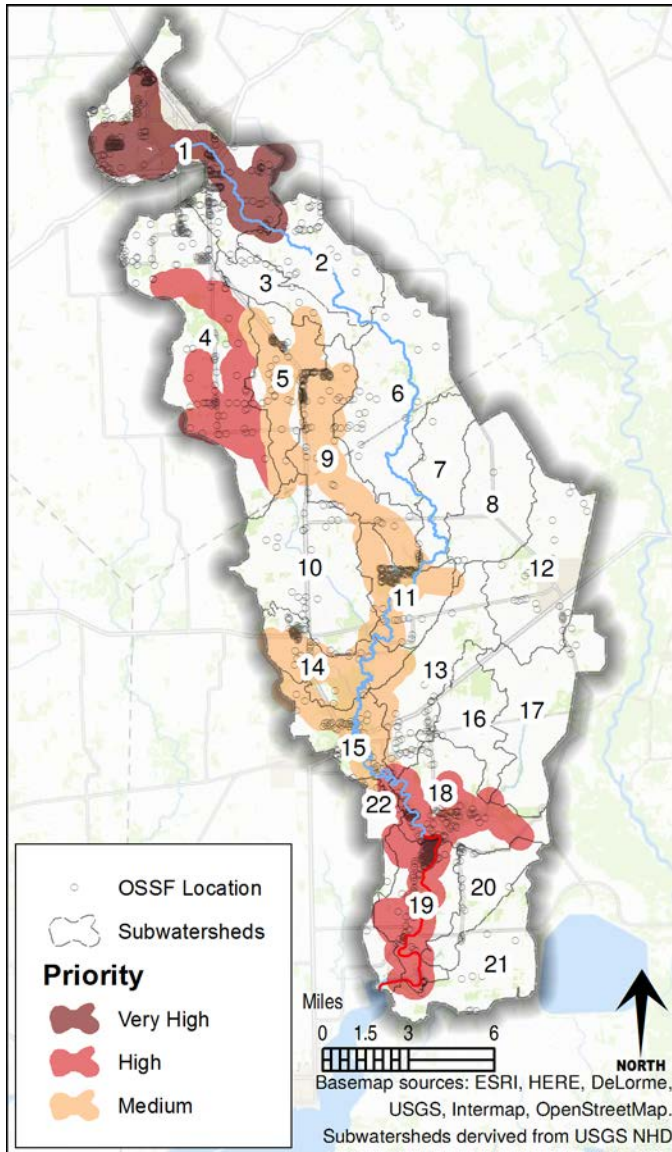 1
2
3
4
5
6
7
9
8
10
12
11
14
13
15
16
17
22
18
19
20
21
OSSF Location
Subwatersheds
Priority
Very High
High
Medium
Miles
0 1.5 3 6
NORTH
Basemap sources: ESRI, HERE, DeLorme,
USGS, Intermap, OpenStreetMap.
Subwatersheds dervived from USGS NHD